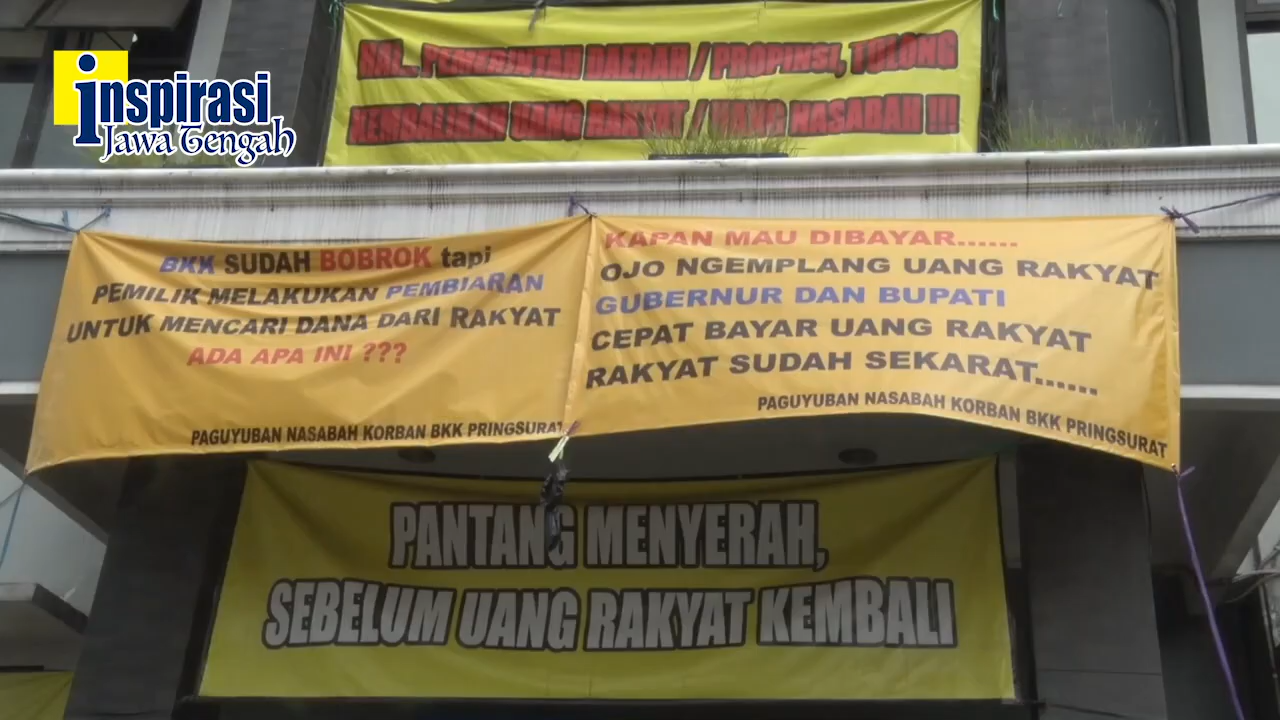 inspirasi
Jawa Tengah
HAI.. PEMERINTAH DAERAH / PROPINSI, TOLONG
KEMBALIKAN UANG RAKYAT / UANG NASABAH !!!
BKK SUDAH BOBROK tapi
PEMILIK MELAKUKAN PEMBIARAN
UNTUK MENCARI DANA DARI RAKYAT
ADA APA INI ???
PAGUYUBAN NASABAH KORBAN BKK PRINGSURAT
KAPAN MAU DIBAYAR......
OJO NGEMPLANG UANG RAKYAT
GUBERNUR DAN BUPATI
CEPAT BAYAR UANG RAKYAT
RAKYAT SUDAH SEKARAT......
PAGUYUBAN NASABAH KORBAN BKK PRINGSURAT
PANTANG MENYERAH,
SEBELUM UANG RAKYAT KEMBALI